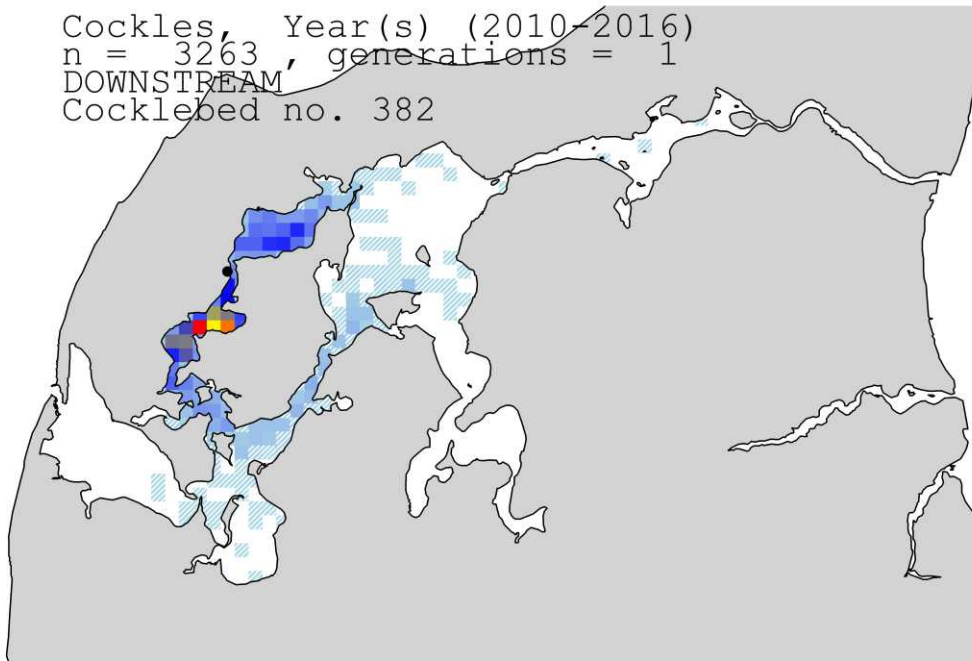 Cockles, Year(s) (2010-2016)
n = 3263 , generations = 1
DOWNSTREAM
Cocklebed no. 382